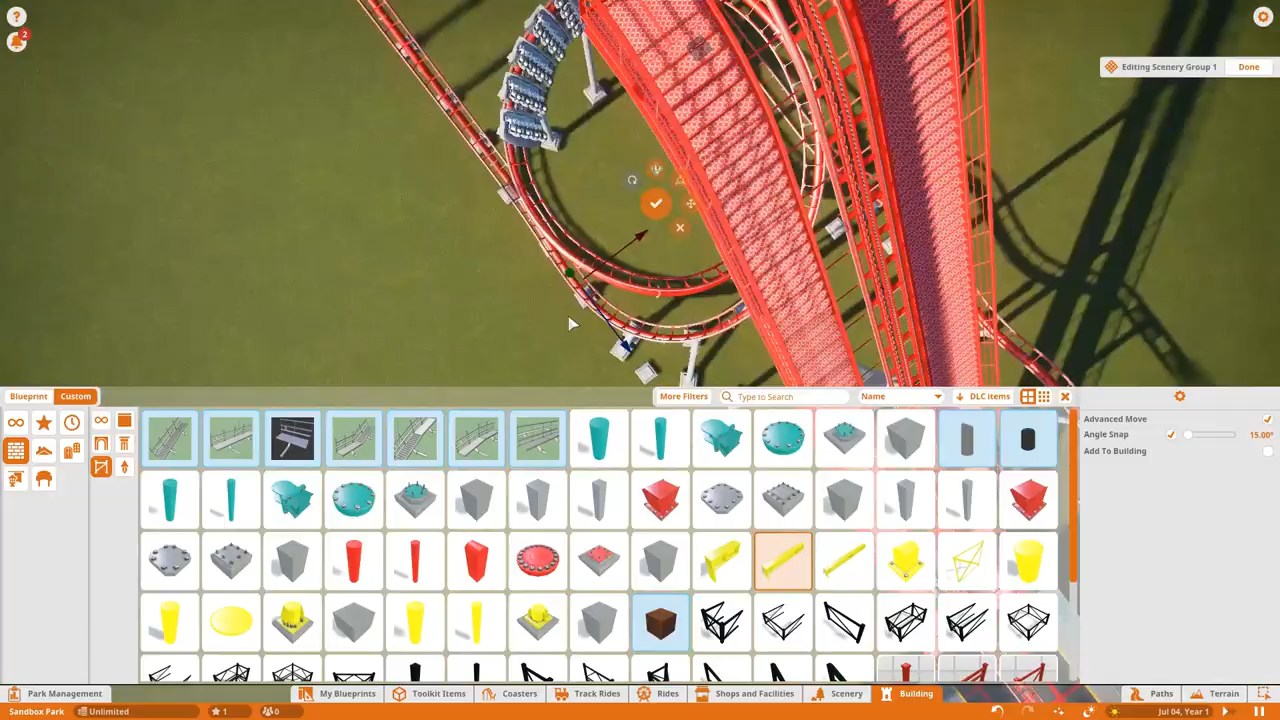 ?
2
Editing Scenery Group 1 Done
Blueprint Custom More Filters Type to Search Name DLC items
Advanced Move
Angle Snap 15.00°
Add To Building
Park Management My Blueprints Toolkit Items Coasters Track Rides Rides Shops and Facilities Scenery Building Paths Terrain
Sandbox Park Unlimited 1 0 Jul 04, Year 1